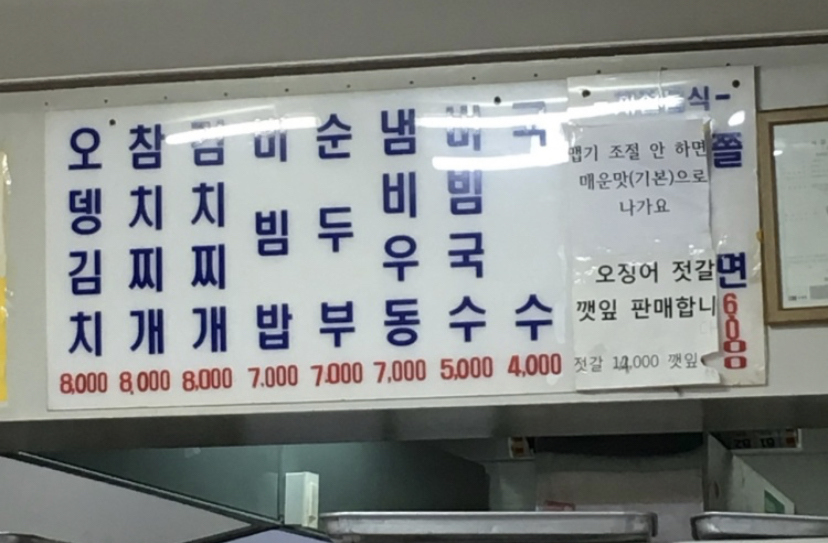 오뎅김치 8,000
참치찌개 8,000
김치찌개 8,000
비빔밥 7.000
순두부 7.000
냄비우동 7,000
비빔국수 5,000
국수 4,000
맵기 조절 안 하면
매운맛(기본)으로
나가요
오징어 젓갈
깻잎 판매합니
젓갈 깻잎
쫄면 6,000